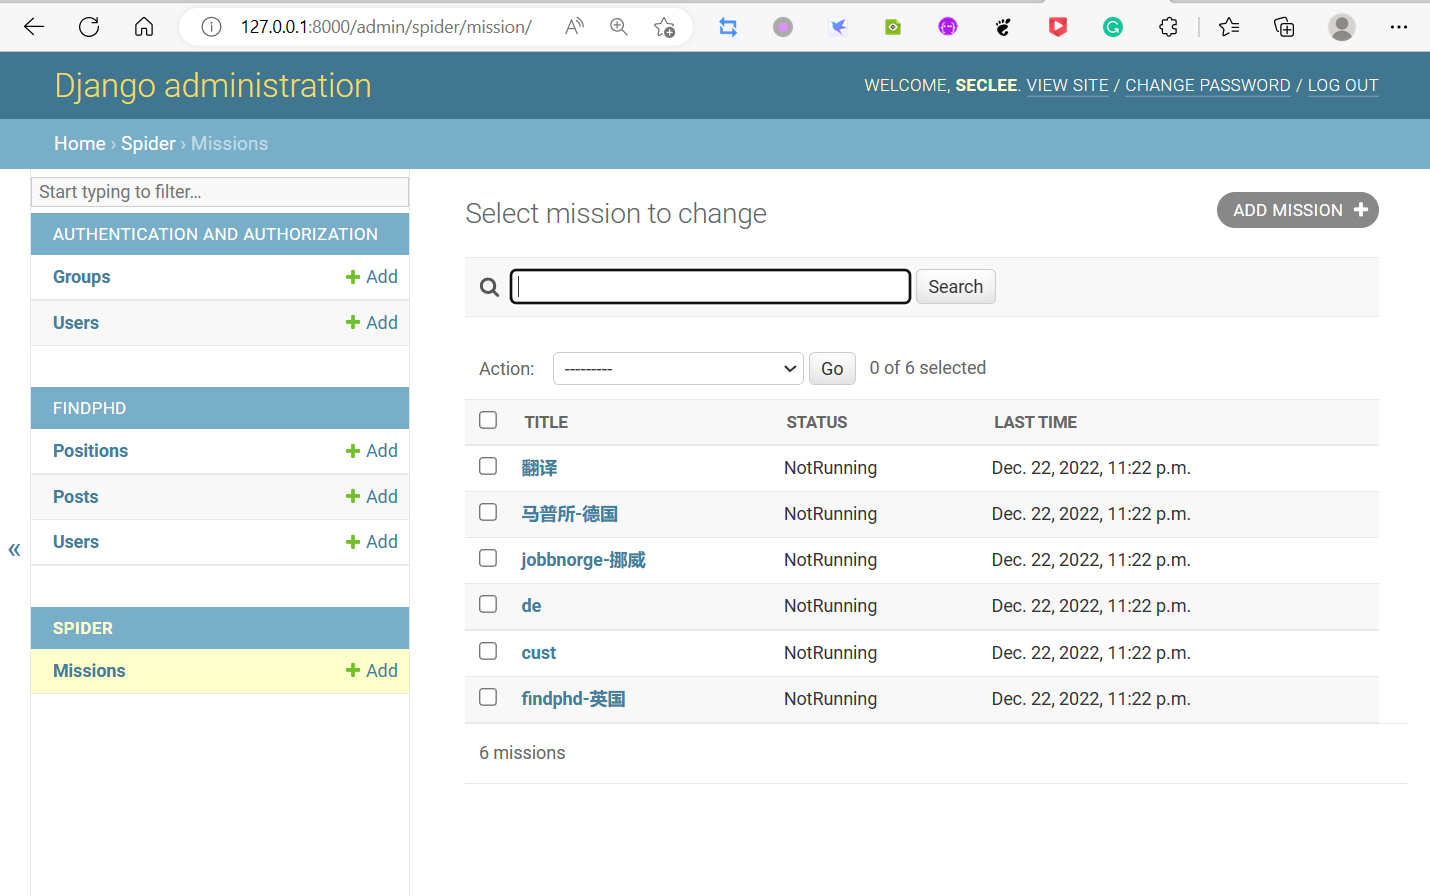 127.0.0.1:8000/admin/spider/mission/
Django administration
WELCOME, SECLEE. VIEW SITE / CHANGE PASSWORD / LOG OUT
Home › Spider › Missions
Start typing to filter...
AUTHENTICATION AND AUTHORIZATION
Groups + Add
Users + Add
FINDPHD
Positions + Add
Posts + Add
Users + Add
SPIDER
Missions + Add
«
Select mission to change
ADD MISSION +
Search
Action: --------- Go 0 of 6 selected
TITLE STATUS LAST TIME
翻译 NotRunning Dec. 22, 2022, 11:22 p.m.
马普所-德国 NotRunning Dec. 22, 2022, 11:22 p.m.
jobbnorge-挪威 NotRunning Dec. 22, 2022, 11:22 p.m.
de NotRunning Dec. 22, 2022, 11:22 p.m.
cust NotRunning Dec. 22, 2022, 11:22 p.m.
findphd-英国 NotRunning Dec. 22, 2022, 11:22 p.m.
6 missions